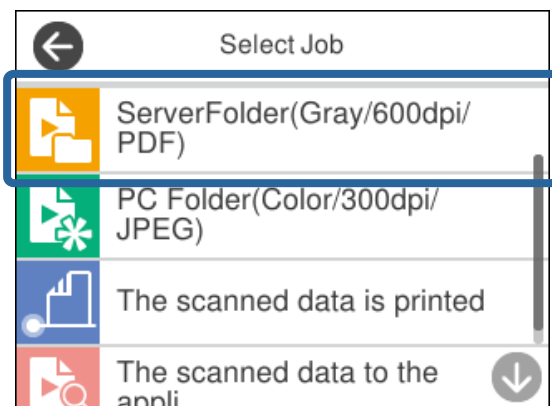 Select Job
ServerFolder(Gray/600dpi/
PDF)
PC Folder(Color/300dpi/
JPEG)
The scanned data is printed
The scanned data to the
appli...